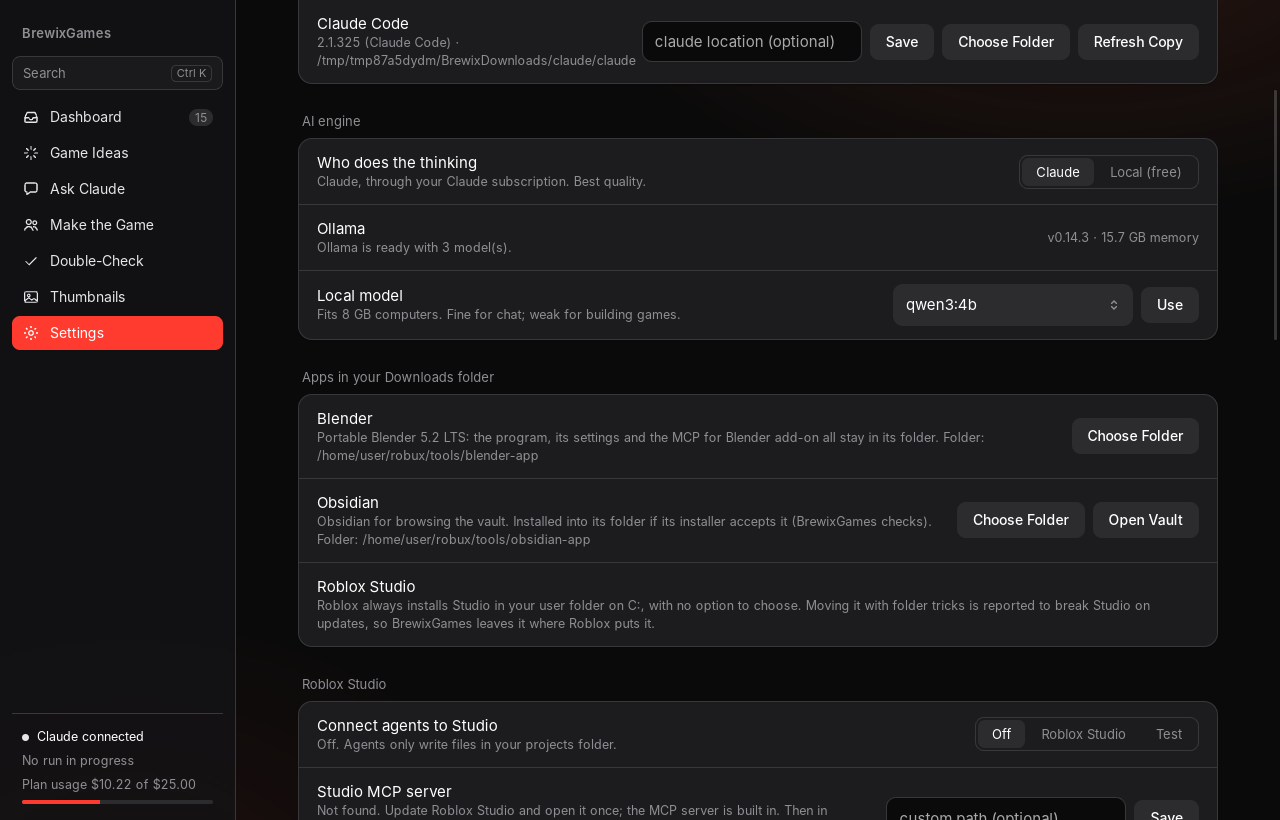 BrewixGames
Search
Ctrl K
Dashboard
15
Game Ideas
Ask Claude
Make the Game
Double-Check
Thumbnails
Settings
Claude connected
No run in progress
Plan usage $10.22 of $25.00
Claude Code
2.1.325 (Claude Code) ·
/tmp/tmp87a5dydm/BrewixDownloads/claude/claude
claude location (optional)
Save
Choose Folder
Refresh Copy
AI engine
Who does the thinking
Claude, through your Claude subscription. Best quality.
Claude
Local (free)
Ollama
Ollama is ready with 3 model(s).
v0.14.3 · 15.7 GB memory
Local model
Fits 8 GB computers. Fine for chat; weak for building games.
qwen3:4b
Use
Apps in your Downloads folder
Blender
Portable Blender 5.2 LTS: the program, its settings and the MCP for Blender add-on all stay in its folder. Folder:
/home/user/robux/tools/blender-app
Choose Folder
Obsidian
Obsidian for browsing the vault. Installed into its folder if its installer accepts it (BrewixGames checks).
Folder: /home/user/robux/tools/obsidian-app
Choose Folder
Open Vault
Roblox Studio
Roblox always installs Studio in your user folder on C:, with no option to choose. Moving it with folder tricks is reported to break Studio on
updates, so BrewixGames leaves it where Roblox puts it.
Roblox Studio
Connect agents to Studio
Off. Agents only write files in your projects folder.
Off
Roblox Studio
Test
Studio MCP server
Not found. Update Roblox Studio and open it once; the MCP server is built in. Then in
custom path (optional)
Save